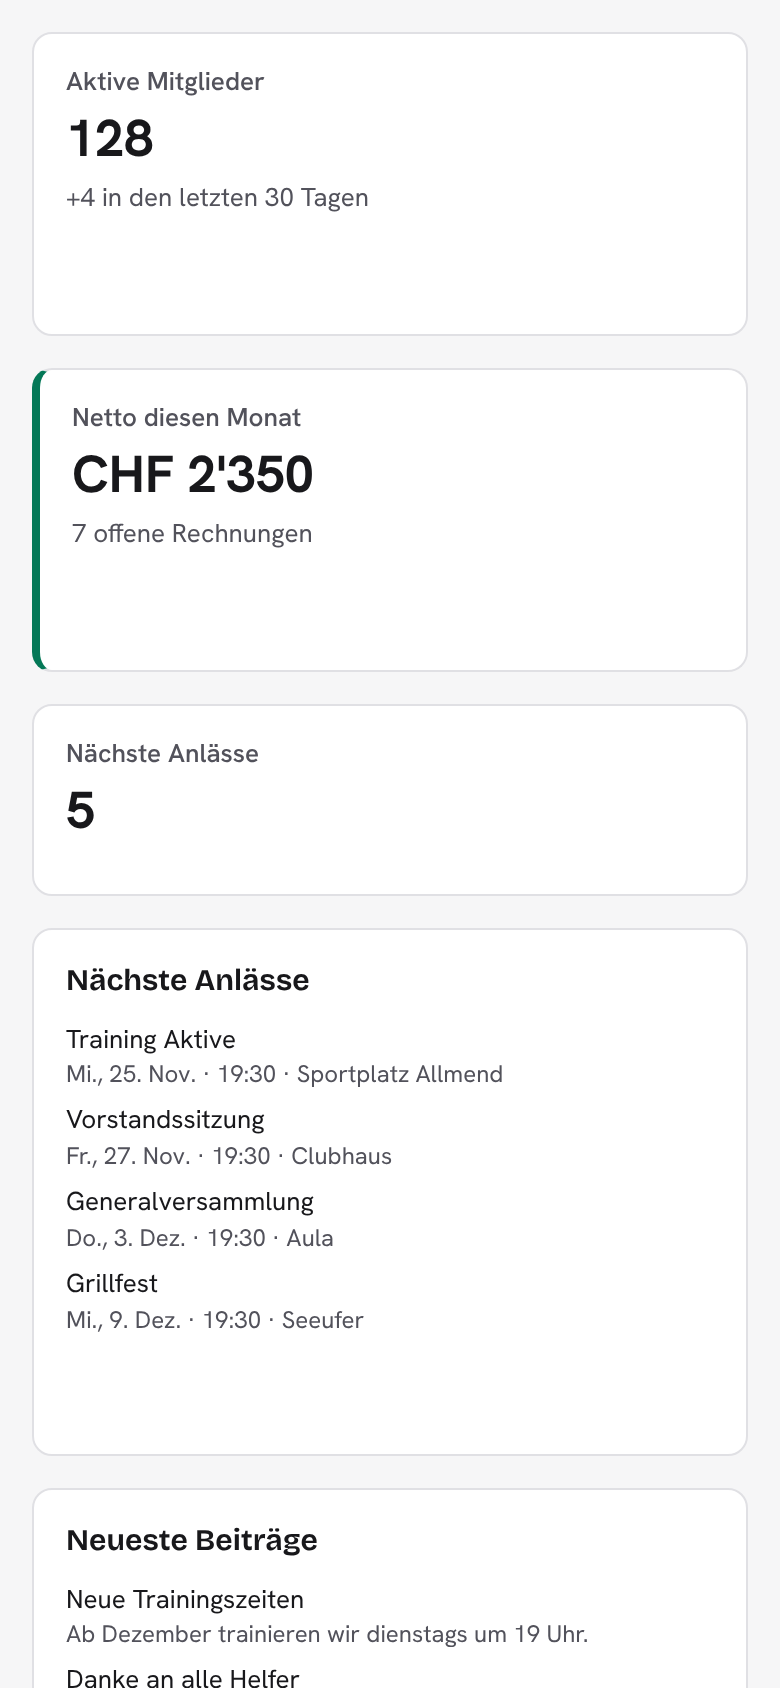 Aktive Mitglieder
128
+4 in den letzten 30 Tagen
Netto diesen Monat
CHF 2'350
7 offene Rechnungen
Nächste Anlässe
5
Nächste Anlässe
Training Aktive
Mi., 25. Nov. · 19:30 · Sportplatz Allmend
Vorstandssitzung
Fr., 27. Nov. · 19:30 · Clubhaus
Generalversammlung
Do., 3. Dez. · 19:30 · Aula
Grillfest
Mi., 9. Dez. · 19:30 · Seeufer
Neueste Beiträge
Neue Trainingszeiten
Ab Dezember trainieren wir dienstags um 19 Uhr.
Danke an alle Helfer